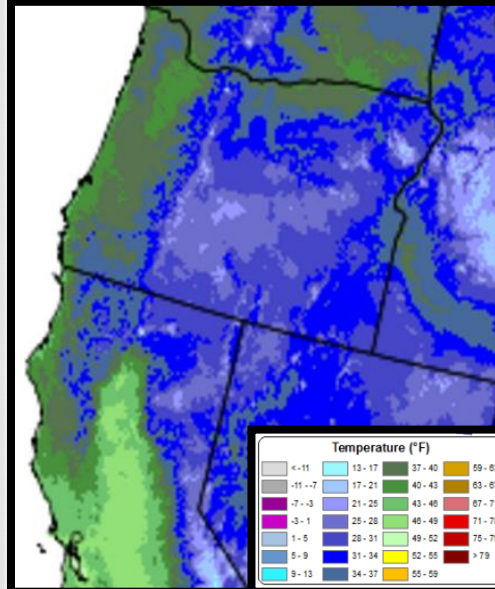 Temperature (°F)
< -11 13 - 17 37 - 40
-11 - -7 17 - 21 40 - 43
-7 - -3 21 - 25 43 - 46
-3 - 1 25 - 28 46 - 49
1 - 5 28 - 31 49 - 52
5 - 9 31 - 34 52 - 55
9 - 13 34 - 37 55 - 59 > 79